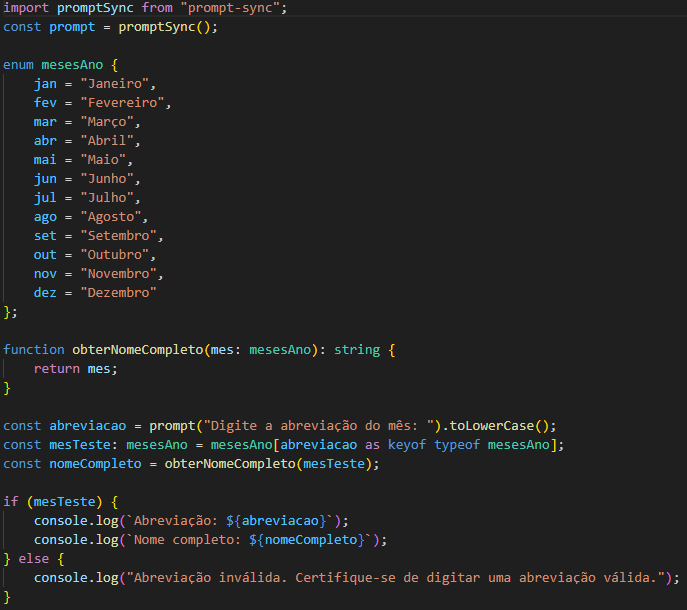 import promptSync from "prompt-sync";
const prompt = promptSync();

enum mesesAno {
    jan = "Janeiro",
    fev = "Fevereiro",
    mar = "Março",
    abr = "Abril",
    mai = "Maio",
    jun = "Junho",
    jul = "Julho",
    ago = "Agosto",
    set = "Setembro",
    out = "Outubro",
    nov = "Novembro",
    dez = "Dezembro"
};

function obterNomeCompleto(mes: mesesAno): string {
    return mes;
}

const abreviacao = prompt("Digite a abreviação do mês: ").toLowerCase();
const mesTeste: mesesAno = mesesAno[abreviacao as keyof typeof mesesAno];
const nomeCompleto = obterNomeCompleto(mesTeste);

if (mesTeste) {
    console.log(`Abreviação: ${abreviacao}`);
    console.log(`Nome completo: ${nomeCompleto}`);
} else {
    console.log("Abreviação inválida. Certifique-se de digitar uma abreviação válida.");
}